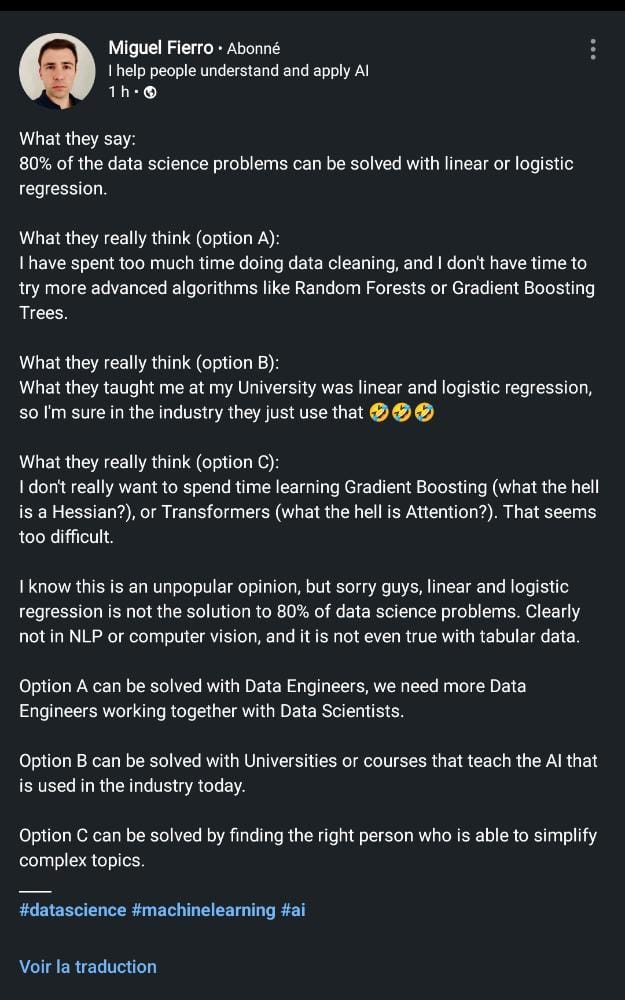 Miguel Fierro • Abonné
I help people understand and apply AI
1 h •
What they say:
80% of the data science problems can be solved with linear or logistic
regression.
What they really think (option A):
I have spent too much time doing data cleaning, and I don't have time to
try more advanced algorithms like Random Forests or Gradient Boosting
Trees.
What they really think (option B):
What they taught me at my University was linear and logistic regression,
so I'm sure in the industry they just use that 🤣🤣🤣
What they really think (option C):
I don't really want to spend time learning Gradient Boosting (what the hell
is a Hessian?), or Transformers (what the hell is Attention?). That seems
too difficult.
I know this is an unpopular opinion, but sorry guys, linear and logistic
regression is not the solution to 80% of data science problems. Clearly
not in NLP or computer vision, and it is not even true with tabular data.
Option A can be solved with Data Engineers, we need more Data
Engineers working together with Data Scientists.
Option B can be solved with Universities or courses that teach the AI that
is used in the industry today.
Option C can be solved by finding the right person who is able to simplify
complex topics.
#datascience #machinelearning #ai
Voir la traduction